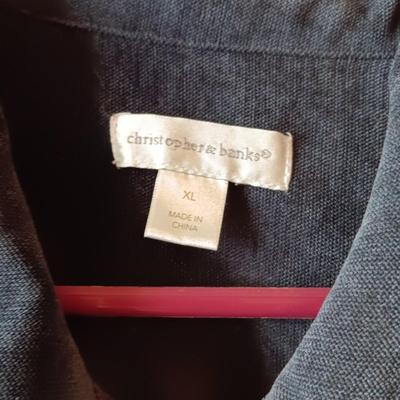 christopher & banks®
XL
MADE IN
CHINA